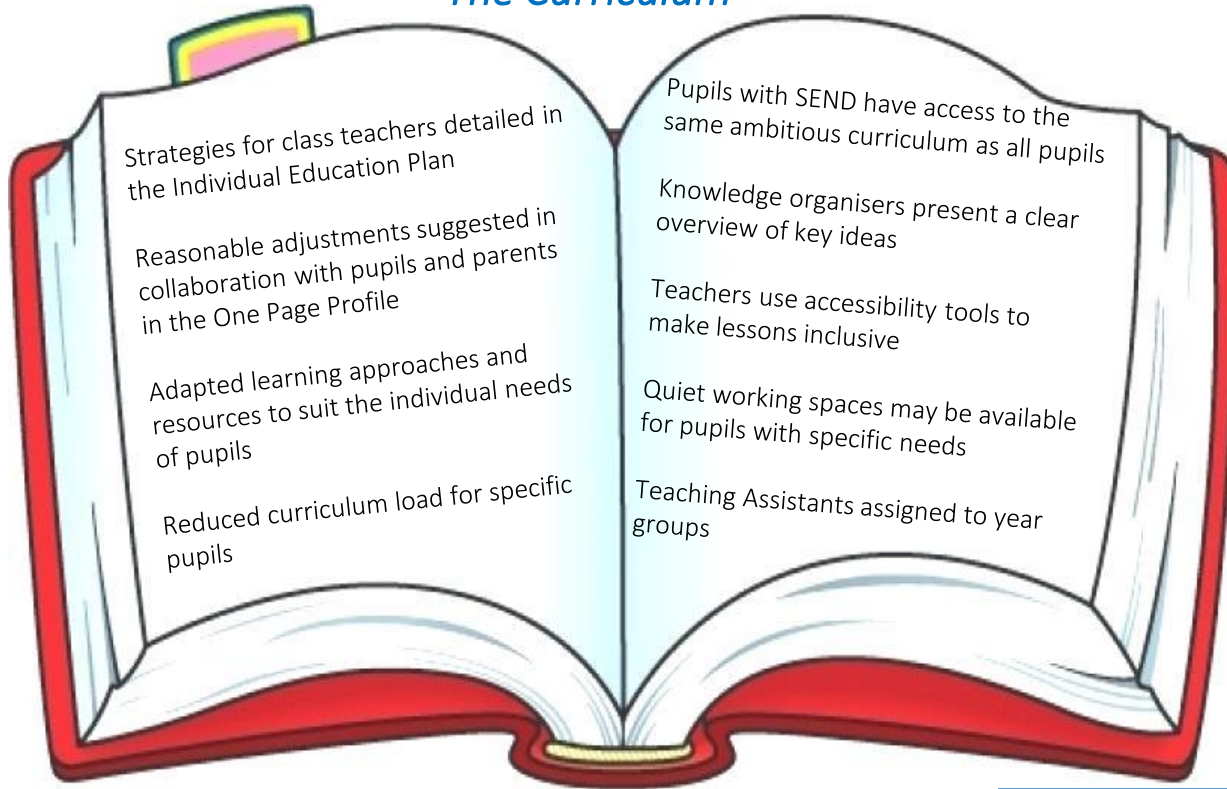 The Curriculum
Strategies for class teachers detailed in
the Individual Education Plan
Reasonable adjustments suggested in
collaboration with pupils and parents
in the One Page Profile
Adapted learning approaches and
resources to suit the individual needs
of pupils
Reduced curriculum load for specific
pupils
Pupils with SEND have access to the
same ambitious curriculum as all pupils
Knowledge organisers present a clear
overview of key ideas
Teachers use accessibility tools to
make lessons inclusive
Quiet working spaces may be available
for pupils with specific needs
Teaching Assistants assigned to year
groups